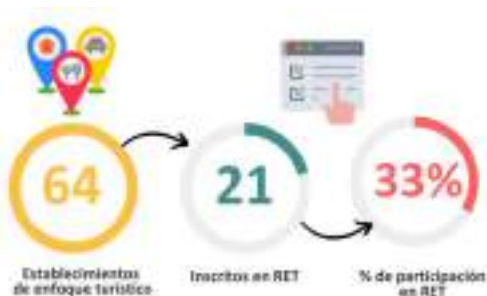 64
21
33%
Establecimientos
de enfoque turístico
Inscritos en RET
% de participación
en RET